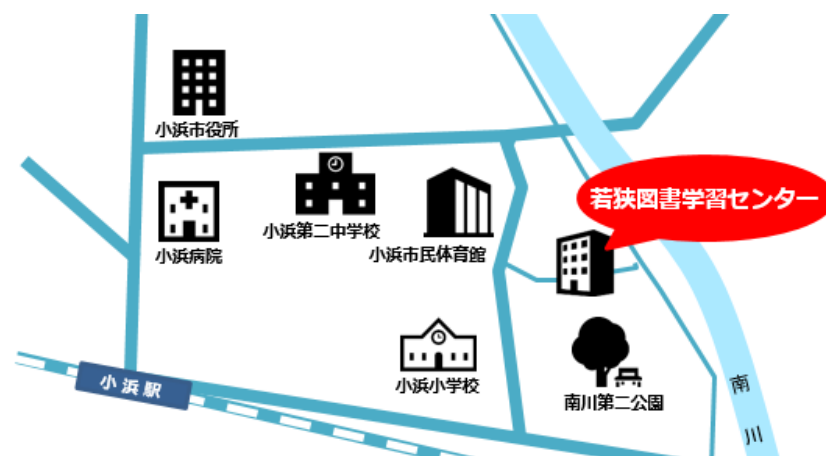 小浜市役所
若狭図書学習センター
小浜第二中学校
小浜病院
小浜市民体育館
小浜駅
小浜小学校
南川第二公園
南川